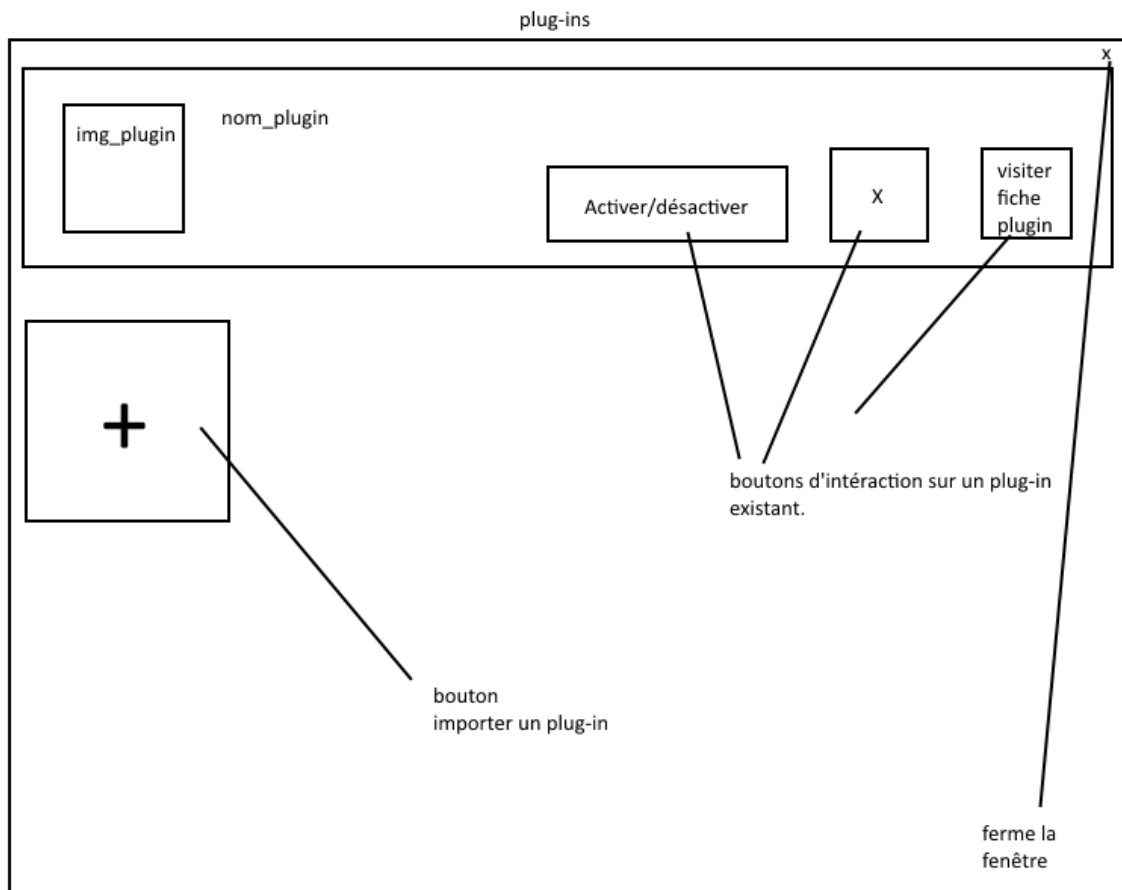 plug-ins
x
img_plugin
nom_plugin
Activer/désactiver
X
visiter
fiche
plugin
+
boutons d'intéraction sur un plug-in
existant.
bouton
importer un plug-in
ferme la
fenêtre